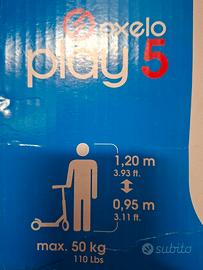 oxelo
play 5
1,20 m
3.93 ft.
0,95 m
3.11 ft.
max. 50 kg
110 Lbs
subito